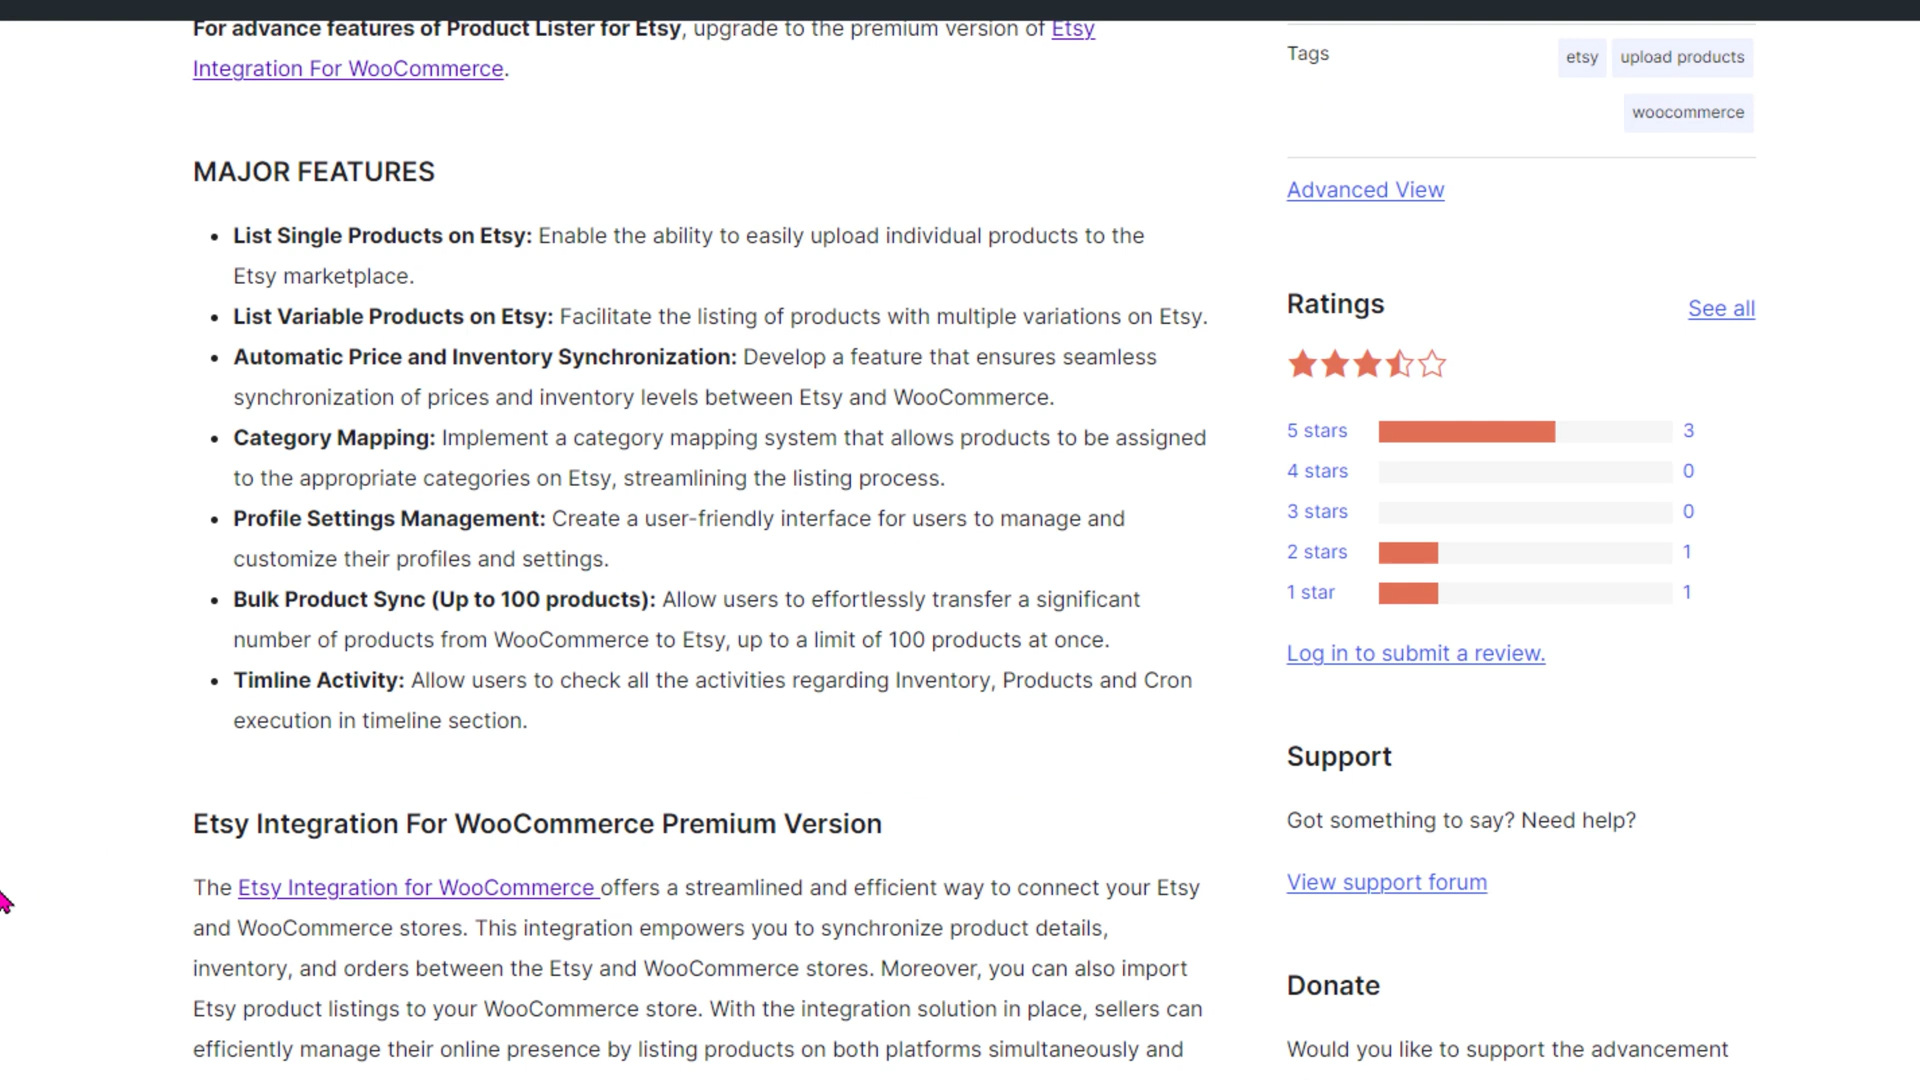 For advance features of Product Lister for Etsy, upgrade to the premium version of Etsy
Integration For WooCommerce.
MAJOR FEATURES
List Single Products on Etsy: Enable the ability to easily upload individual products to the
Etsy marketplace.
List Variable Products on Etsy: Facilitate the listing of products with multiple variations on Etsy.
Automatic Price and Inventory Synchronization: Develop a feature that ensures seamless
synchronization of prices and inventory levels between Etsy and WooCommerce.
Category Mapping: Implement a category mapping system that allows products to be assigned
to the appropriate categories on Etsy, streamlining the listing process.
Profile Settings Management: Create a user-friendly interface for users to manage and
customize their profiles and settings.
Bulk Product Sync (Up to 100 products): Allow users to effortlessly transfer a significant
number of products from WooCommerce to Etsy, up to a limit of 100 products at once.
Timline Activity: Allow users to check all the activities regarding Inventory, Products and Cron
execution in timeline section.
Etsy Integration For WooCommerce Premium Version
The Etsy Integration for WooCommerce offers a streamlined and efficient way to connect your Etsy
and WooCommerce stores. This integration empowers you to synchronize product details,
inventory, and orders between the Etsy and WooCommerce stores. Moreover, you can also import
Etsy product listings to your WooCommerce store. With the integration solution in place, sellers can
efficiently manage their online presence by listing products on both platforms simultaneously and
Tags etsy upload products
woocommerce
Advanced View
Ratings See all
5 stars 3
4 stars 0
3 stars 0
2 stars 1
1 star 1
Log in to submit a review.
Support
Got something to say? Need help?
View support forum
Donate
Would you like to support the advancement